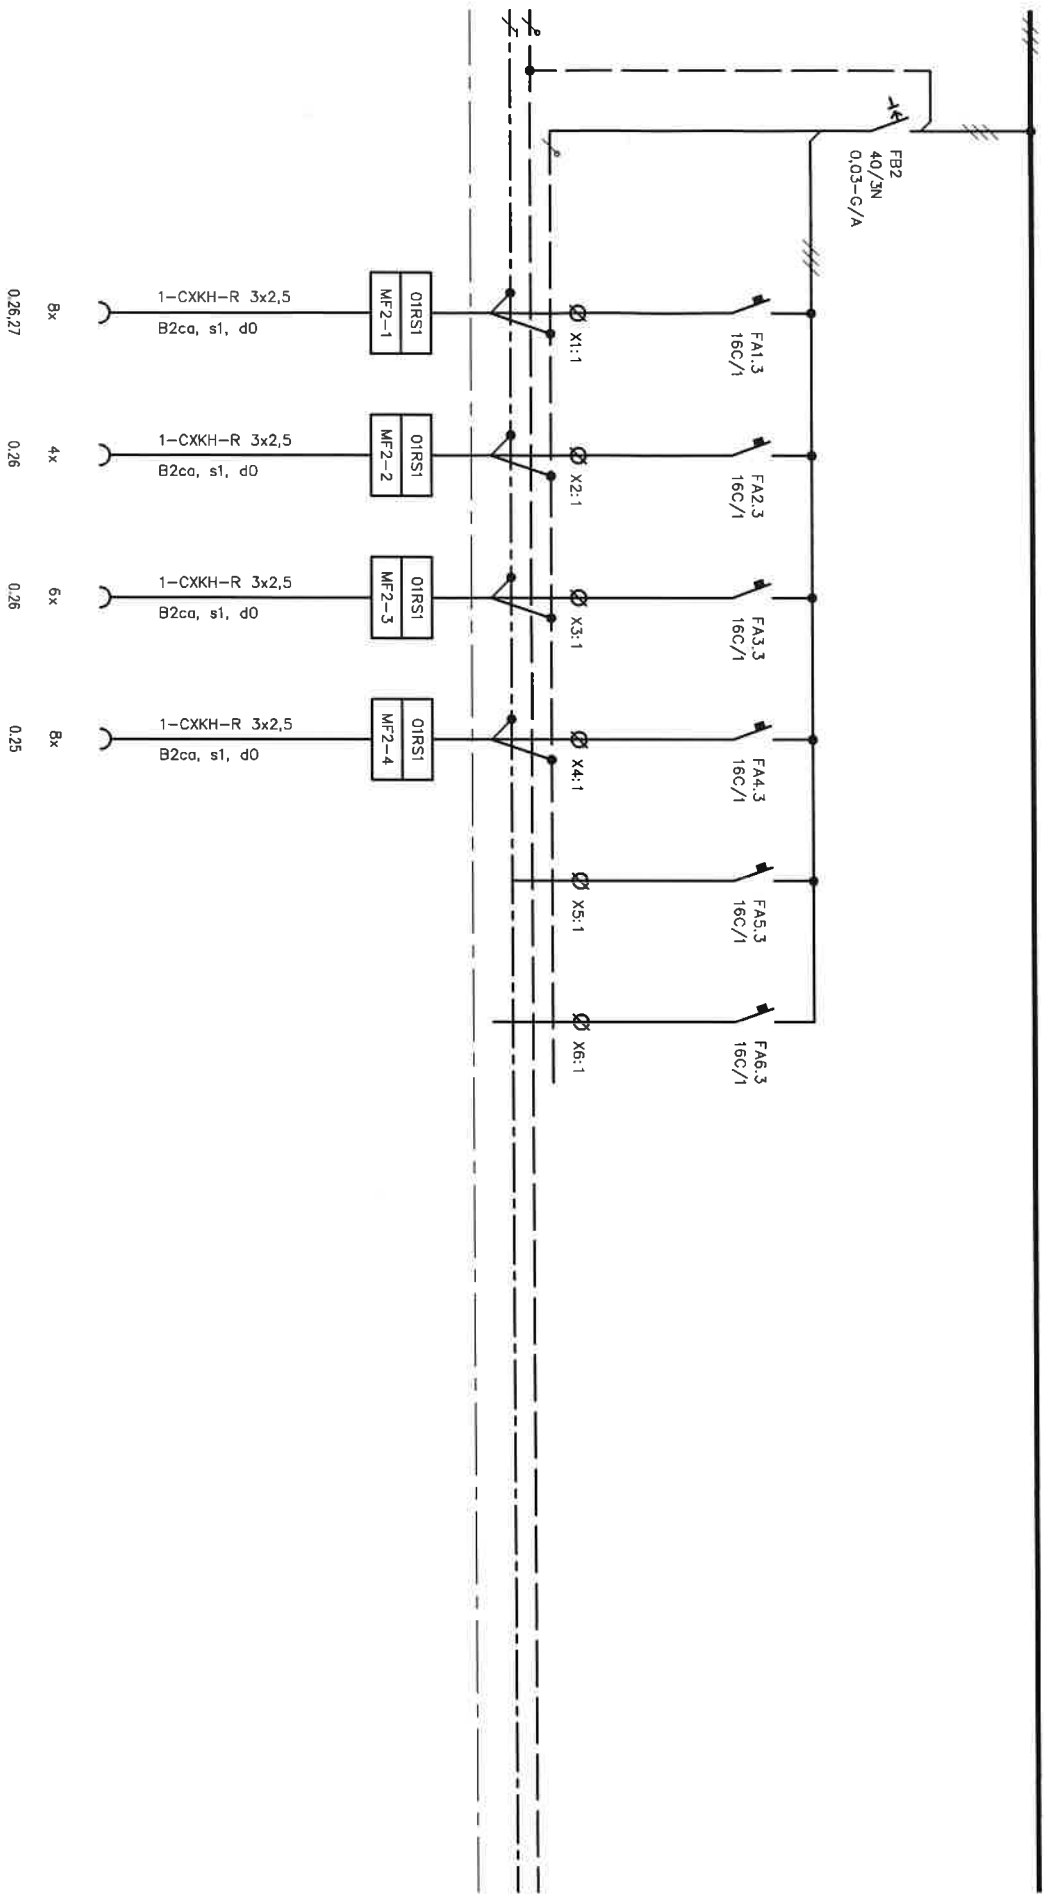 FB2
40/3N
0,03-G/A
FA1.3
16C/1
FA2.3
16C/1
FA3.3
16C/1
FA4.3
16C/1
FA5.3
16C/1
FA6.3
16C/1
X1:1
X2:1
X3:1
X4:1
X5:1
X6:1
01RS1
MF2-1
01RS1
MF2-2
01RS1
MF2-3
01RS1
MF2-4
1-CXKH-R 3x2,5
B2ca, s1, d0
1-CXKH-R 3x2,5
B2ca, s1, d0
1-CXKH-R 3x2,5
B2ca, s1, d0
1-CXKH-R 3x2,5
B2ca, s1, d0
8x
4x
6x
8x
0.26,27
0.26
0.26
0.25